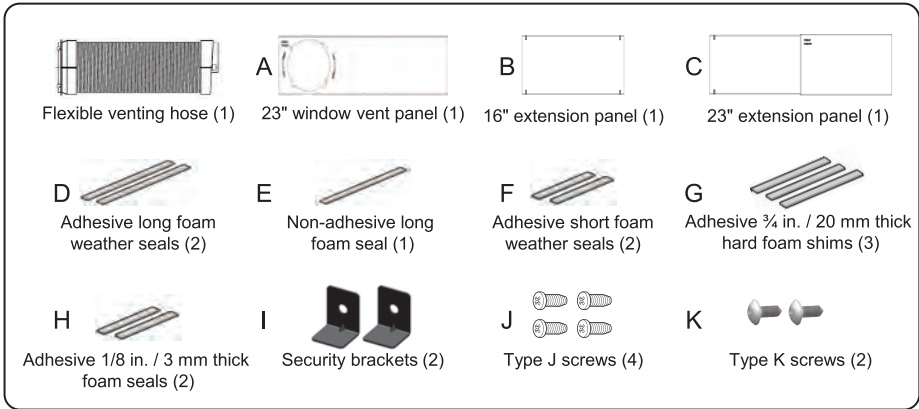 Flexible venting hose (1)
A
23" window vent panel (1)
B
16" extension panel (1)
C
23" extension panel (1)
D
Adhesive long foam
weather seals (2)
E
Non-adhesive long
foam seal (1)
F
Adhesive short foam
weather seals (2)
G
Adhesive ¾ in. / 20 mm thick
hard foam shims (3)
H
Adhesive 1/8 in. / 3 mm thick
foam seals (2)
I
Security brackets (2)
J
Type J screws (4)
K
Type K screws (2)